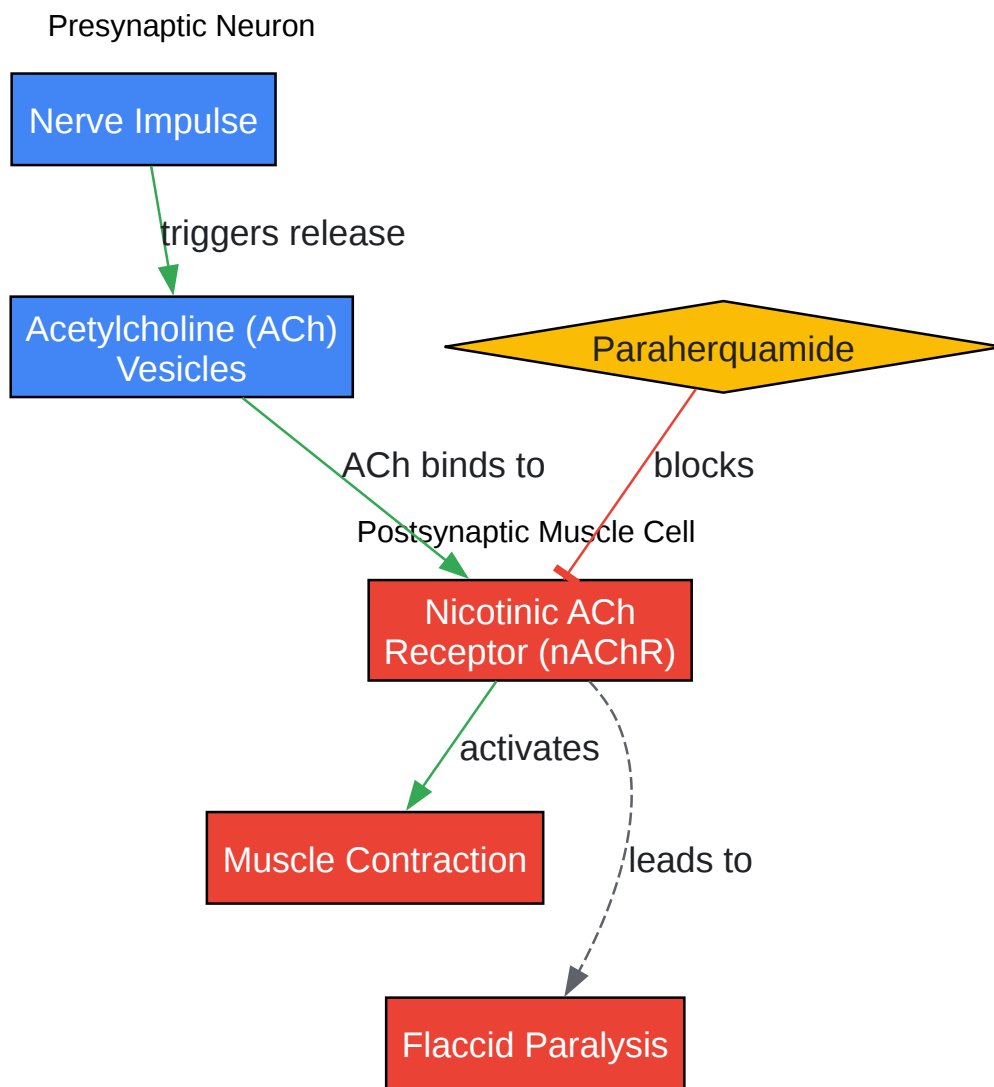 Presynaptic Neuron
Nerve Impulse
triggers release
Acetylcholine (ACh)
Vesicles
Paraherquamide
ACh binds to
blocks
Postsynaptic Muscle Cell
Nicotinic ACh
Receptor (nAChR)
activates
Muscle Contraction
leads to
Flaccid Paralysis